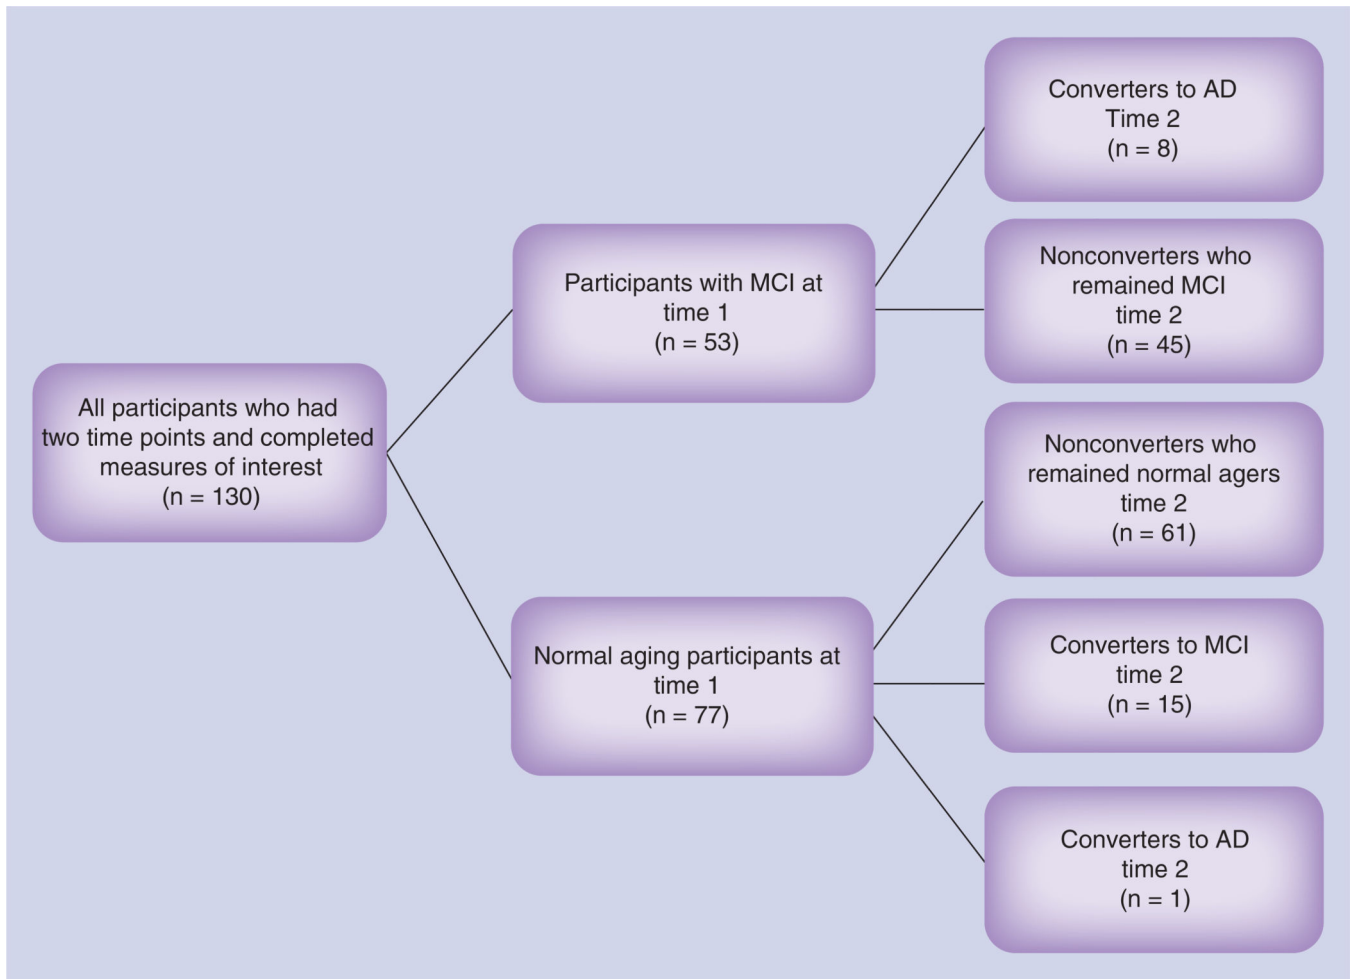 All participants who had
two time points and completed
measures of interest
(n = 130)
Participants with MCI at
time 1
(n = 53)
Normal aging participants at
time 1
(n = 77)
Converters to AD
Time 2
(n = 8)
Nonconverters who
remained MCI
time 2
(n = 45)
Nonconverters who
remained normal agers
time 2
(n = 61)
Converters to MCI
time 2
(n = 15)
Converters to AD
time 2
(n = 1)